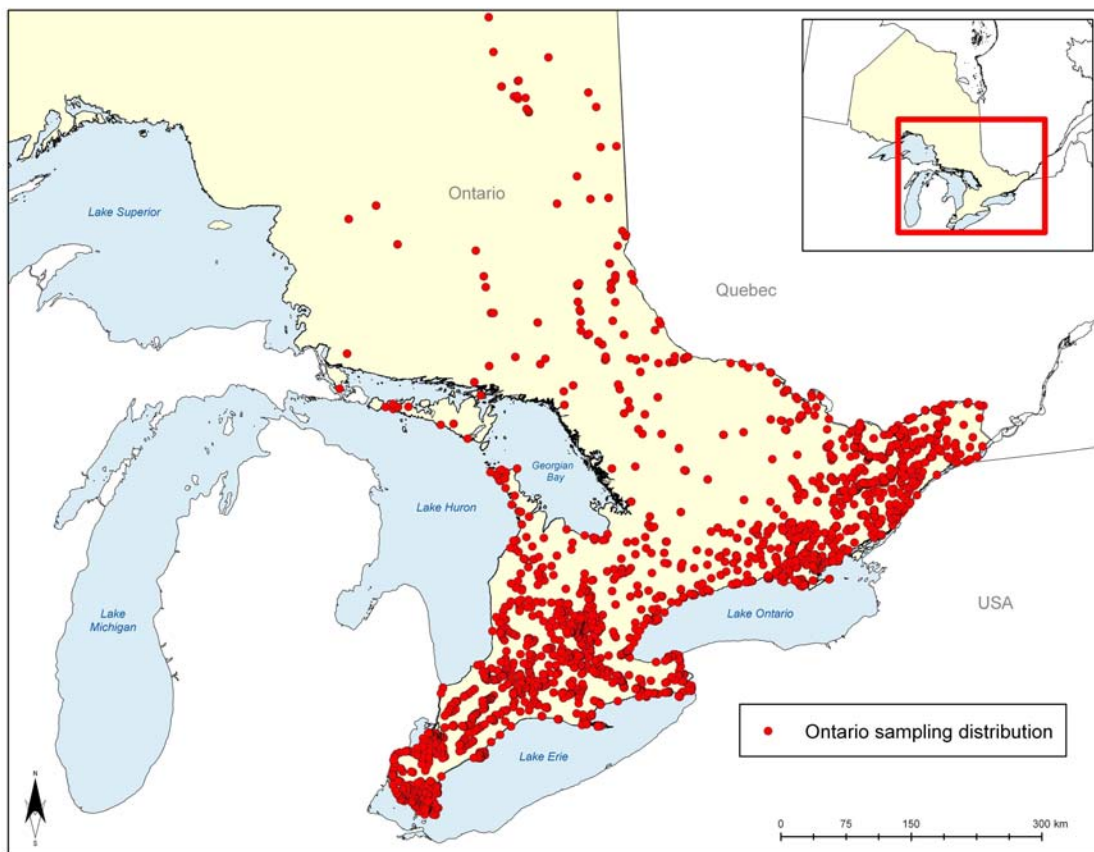 Ontario
Lake Superior
Quebec
Georgian
Bay
Lake Huron
Lake
Michigan
Lake Ontario
USA
Ontario sampling distribution
Lake Erie
N
S
0 75 150 300 km